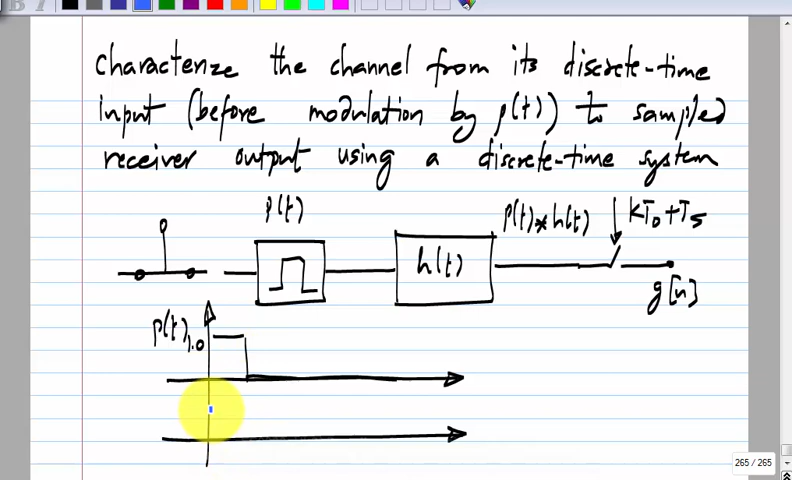 characterize the channel from its discrete-time
input (before modulation by p(t)) to sampled
receiver output using a discrete-time system
p(t)
p(t)*h(t)
kT0+Ts
h(t)
g[n]
p(t)
1.0
265 / 265